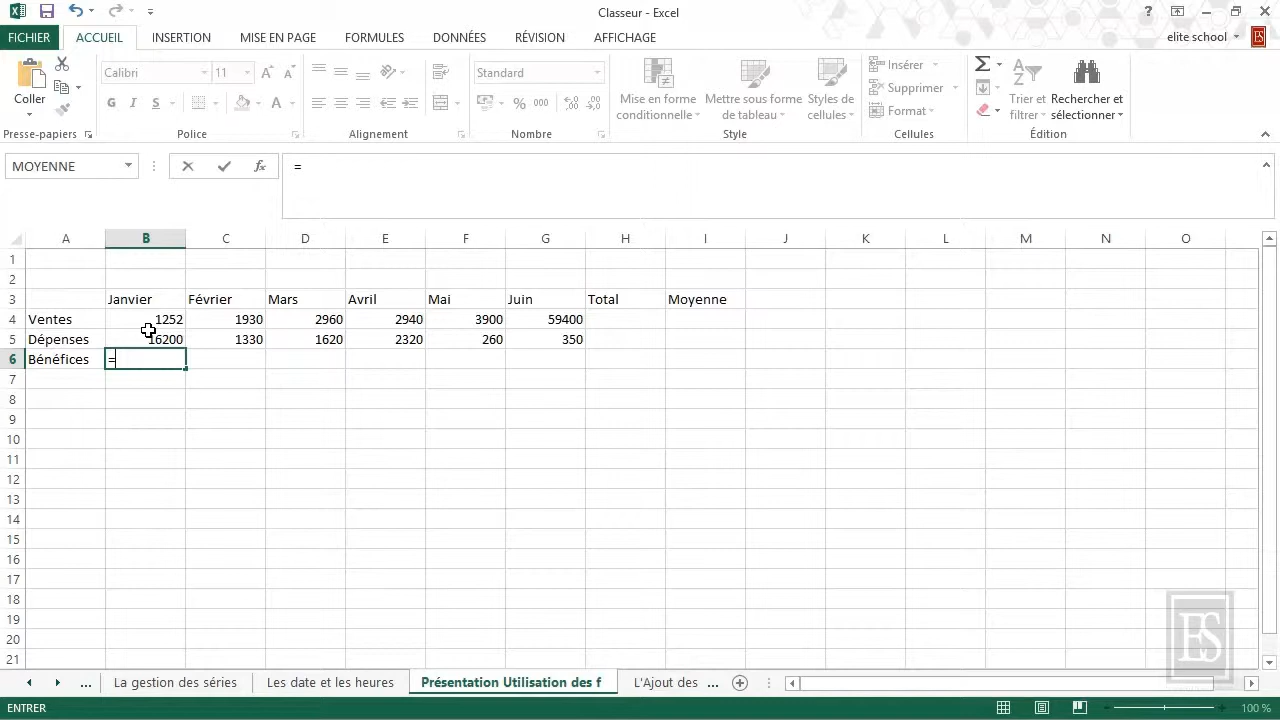 Classeur - Excel
FICHIER ACCUEIL INSERTION MISE EN PAGE FORMULES DONNÉES RÉVISION AFFICHAGE elite school ES
Calibri 11 Standard Insérer
Coller Mise en forme Mettre sous forme Styles de Supprimer Trier et Rechercher et
G I S % 000 conditionnelle de tableau cellules Format filtrer sélectionner
Presse-papiers Police Alignement Nombre Style Cellules Édition
MOYENNE fx =
A B C D E F G H I J K L M N O
1
2
3 Janvier Février Mars Avril Mai Juin Total Moyenne
4 Ventes 1252 1930 2960 2940 3900 59400
5 Dépenses 16200 1330 1620 2320 260 350
6 Bénéfices =
7
8
9
10
11
12
13
14
15
16
17
18
19
20
21
ES
... La gestion des séries Les date et les heures Présentation Utilisation des f L'Ajout des ...
ENTRER 100 %